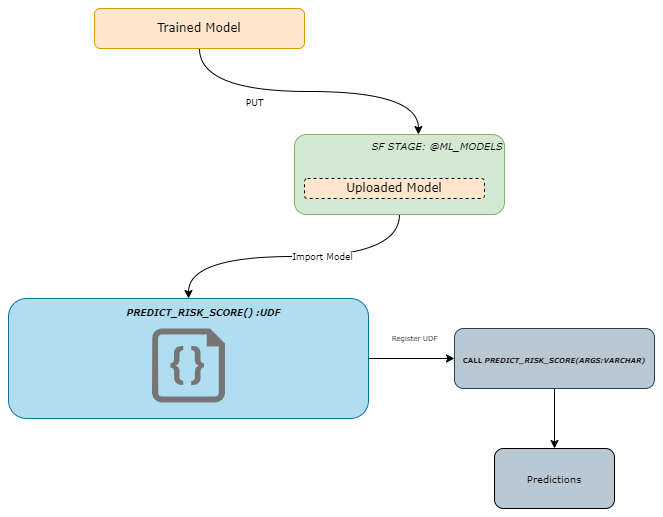 Trained Model
PUT
SF STAGE: @ML_MODELS
Uploaded Model
Import Model
PREDICT_RISK_SCORE() :UDF
{}
Register UDF
CALL PREDICT_RISK_SCORE(ARGS:VARCHAR)
Predictions